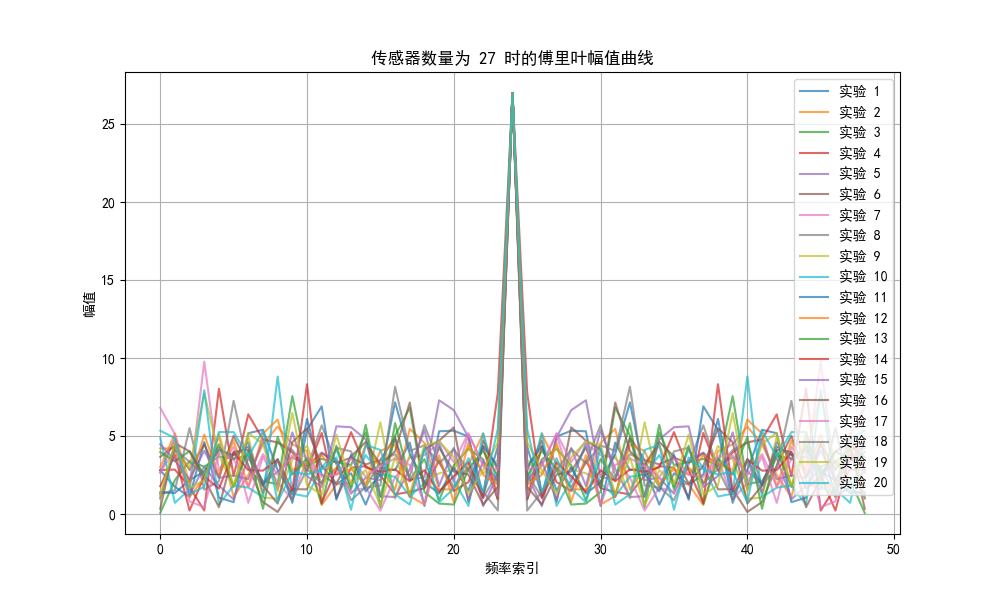 传感器数量为 27 时的傅里叶幅值曲线
实验 1
实验 2
实验 3
实验 4
实验 5
实验 6
实验 7
实验 8
实验 9
实验 10
实验 11
实验 12
实验 13
实验 14
实验 15
实验 16
实验 17
实验 18
实验 19
实验 20
幅值
25
20
15
10
5
0
0 10 20 30 40 50
频率索引